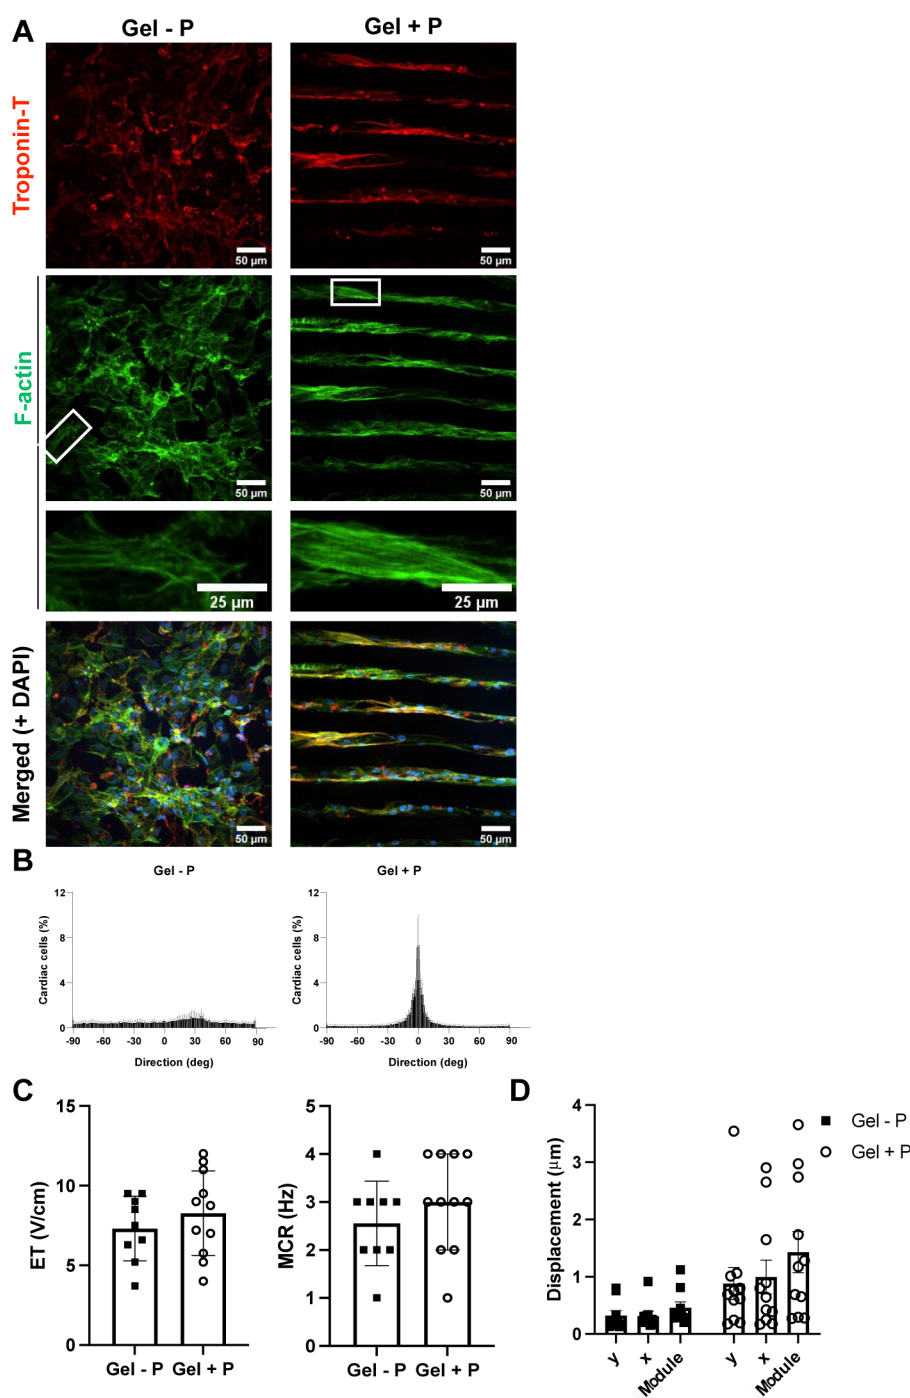 A
Gel - P
Gel + P
Troponin-T
50 µm
50 µm
F-actin
50 µm
50 µm
25 µm
25 µm
Merged (+ DAPI)
50 µm
50 µm
B
Gel - P
Gel + P
Cardiac cells (%)
12
8
4
0
-90
-60
-30
0
30
60
90
Direction (deg)
Cardiac cells (%)
12
8
4
0
-90
-60
-30
0
30
60
90
Direction (deg)
C
ET (V/cm)
15
10
5
0
Gel - P
Gel + P
MCR (Hz)
5
4
3
2
1
0
Gel - P
Gel + P
D
Displacement (µm)
4
3
2
1
0
y
x
Module
y
x
Module
Gel - P
Gel + P